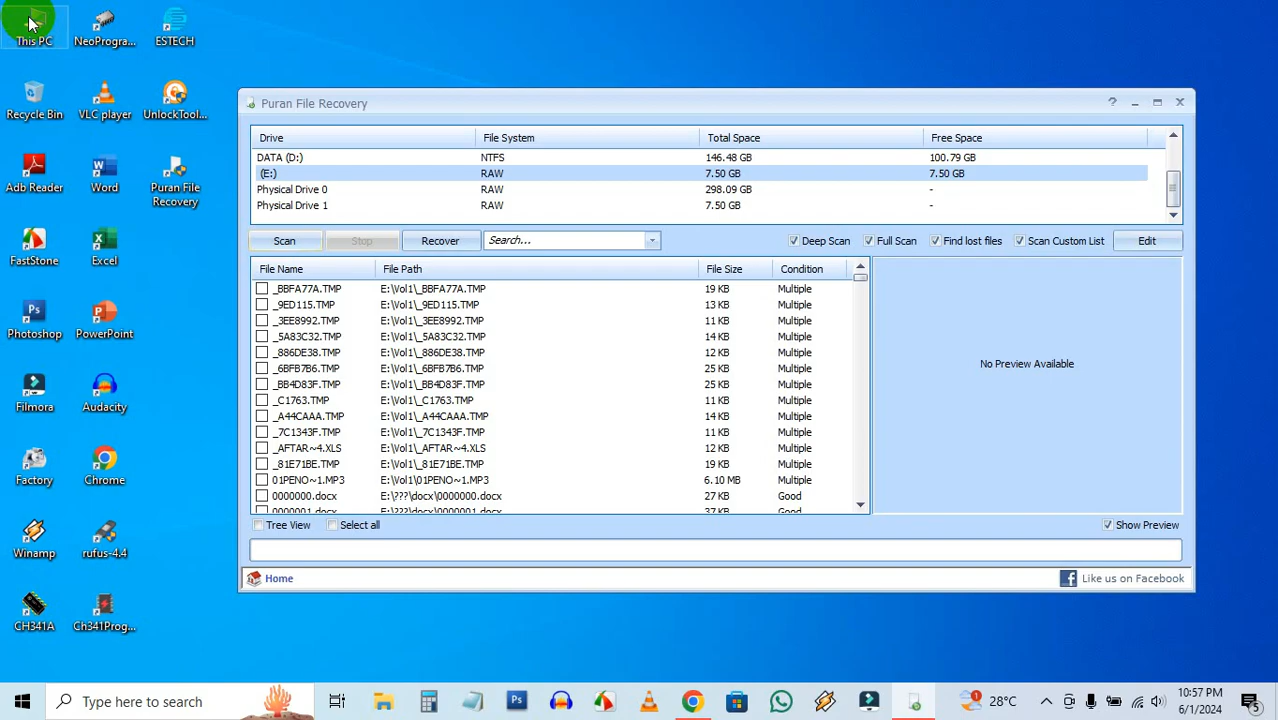 This PC
NeoProgra...
ESTECH
Recycle Bin
VLC player
UnlockTool...
Adb Reader
Word
Puran File
Recovery
FastStone
Excel
Photoshop
PowerPoint
Filmora
Audacity
Factory
Chrome
Winamp
rufus-4.4
CH341A
Ch341Prog...
Puran File Recovery
?
Drive File System Total Space Free Space
DATA (D:) NTFS 146.48 GB 100.79 GB
(E:) RAW 7.50 GB 7.50 GB
Physical Drive 0 RAW 298.09 GB -
Physical Drive 1 RAW 7.50 GB -
Scan Stop Recover Search... Deep Scan Full Scan Find lost files Scan Custom List Edit
File Name File Path File Size Condition
_BBFA77A.TMP E:\Vol1\_BBFA77A.TMP 19 KB Multiple
_9ED115.TMP E:\Vol1\_9ED115.TMP 13 KB Multiple
_3EE8992.TMP E:\Vol1\_3EE8992.TMP 11 KB Multiple
_5A83C32.TMP E:\Vol1\_5A83C32.TMP 14 KB Multiple
_886DE38.TMP E:\Vol1\_886DE38.TMP 12 KB Multiple
_6BFB7B6.TMP E:\Vol1\_6BFB7B6.TMP 25 KB Multiple
_BB4D83F.TMP E:\Vol1\_BB4D83F.TMP 25 KB Multiple
_C1763.TMP E:\Vol1\_C1763.TMP 11 KB Multiple
_A44CAAA.TMP E:\Vol1\_A44CAAA.TMP 14 KB Multiple
_7C1343F.TMP E:\Vol1\_7C1343F.TMP 11 KB Multiple
_AFTAR~4.XLS E:\Vol1\_AFTAR~4.XLS 12 KB Multiple
_81E71BE.TMP E:\Vol1\_81E71BE.TMP 19 KB Multiple
01PENO~1.MP3 E:\Vol1\01PENO~1.MP3 6.10 MB Multiple
0000000.docx E:\???\docx\0000000.docx 27 KB Good
0000001.docx E:\???\docx\0000001.docx 37 KB Good
No Preview Available
Tree View Select all Show Preview
Home Like us on Facebook
Type here to search
1
28°C
10:57 PM
6/1/2024
5